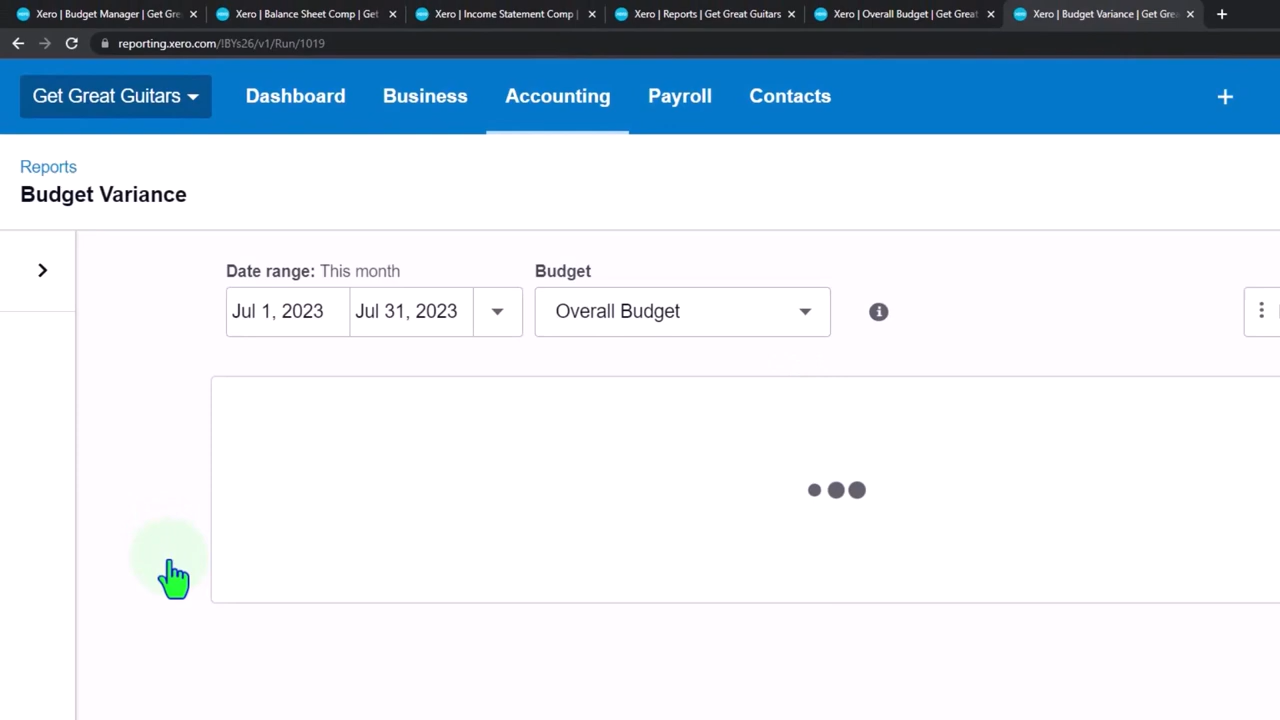 Xero | Budget Manager | Get Gre
Xero | Balance Sheet Comp | Get
Xero | Income Statement Comp |
Xero | Reports | Get Great Guitars
Xero | Overall Budget | Get Great
Xero | Budget Variance | Get Gre
reporting.xero.com/!BYs26/v1/Run/1019
Get Great Guitars
Dashboard
Business
Accounting
Payroll
Contacts
Reports
Budget Variance
Date range: This month
Budget
Jul 1, 2023
Jul 31, 2023
Overall Budget